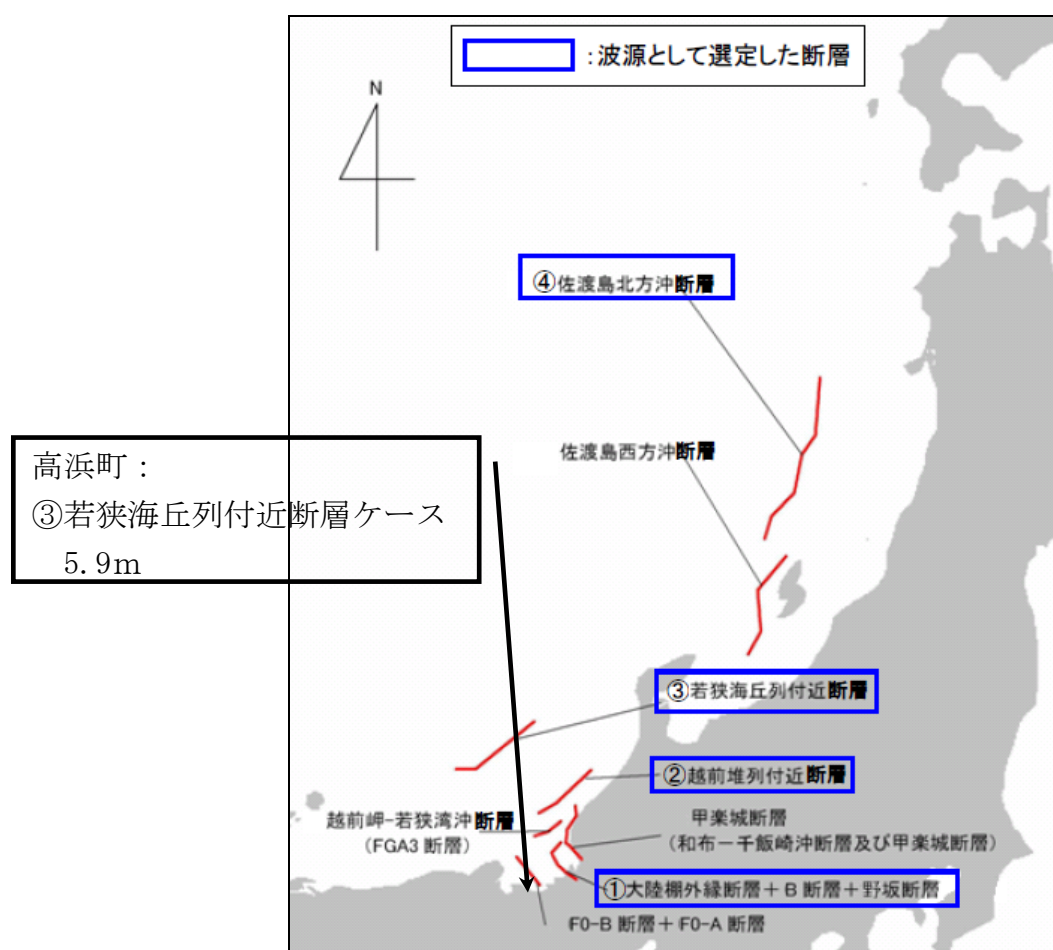 :波源として選定した断層
N
④佐渡島北方沖断層
佐渡島西方沖断層
高浜町：
③若狭海丘列付近断層ケース
5.9m
③若狭海丘列付近断層
②越前堆列付近断層
越前岬-若狭湾沖断層
(FGA3 断層)
甲楽城断層
(和布－干飯崎沖断層及び甲楽城断層)
①大陸棚外縁断層＋B 断層＋野坂断層
F0-B 断層＋F0-A 断層